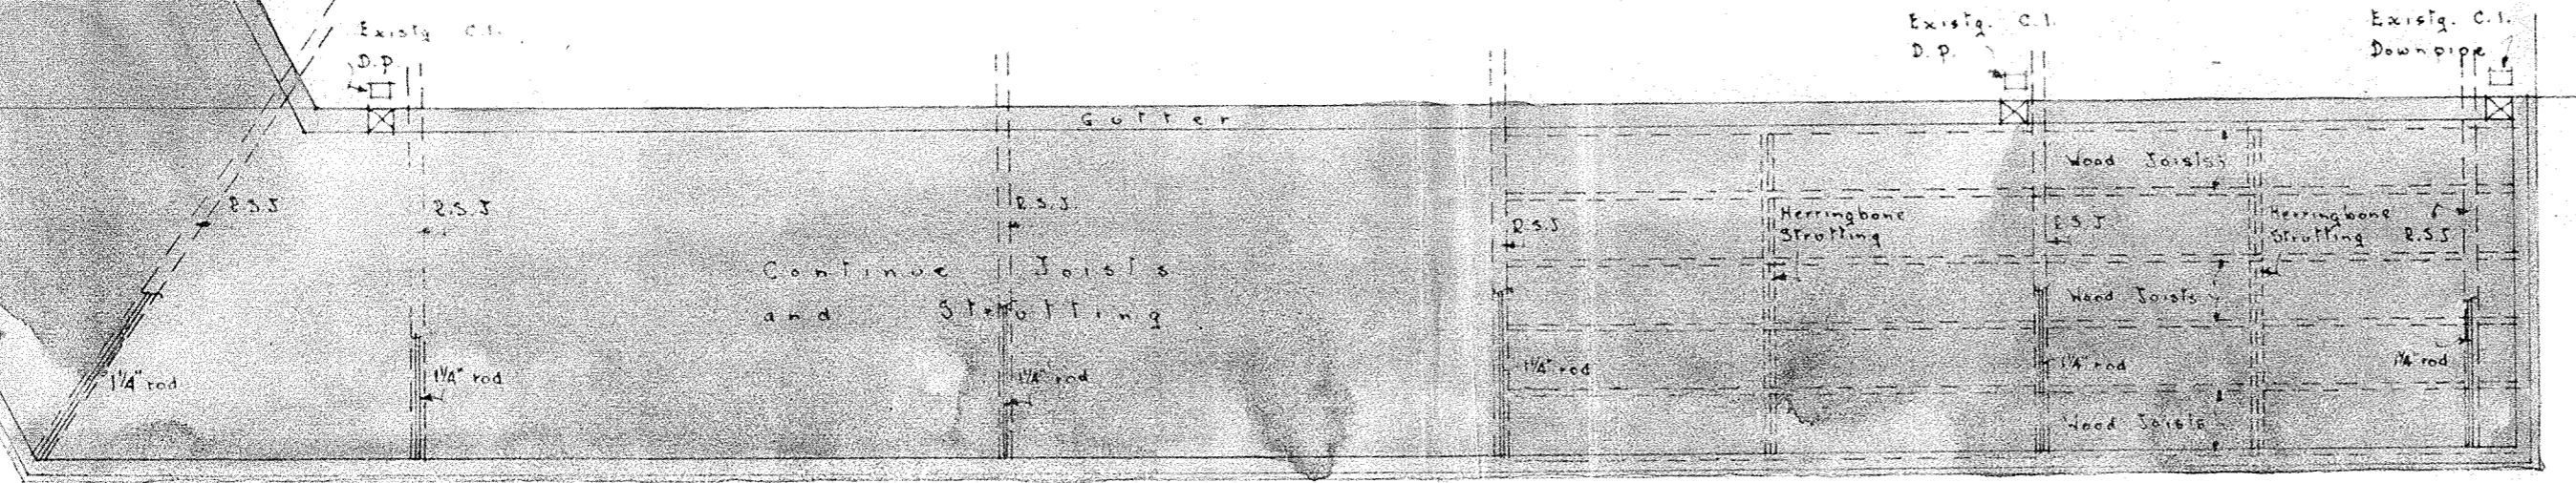 Existg. C.I.
D.P.
Existg. C.I.
D.P.
Existg. C.I.
Downpipe
Gutter
Wood Joists
R.S.J
R.S.J
R.S.J.
R.S.J
Herringbone
Strutting
R.S.J
Herringbone
Strutting
R.S.J.
Continue Joists
and Strutting
Wood Joists
1¼" rod
1¼" rod
1¼" rod
1¼" rod
1¼" rod
1¼" rod
Wood Joists